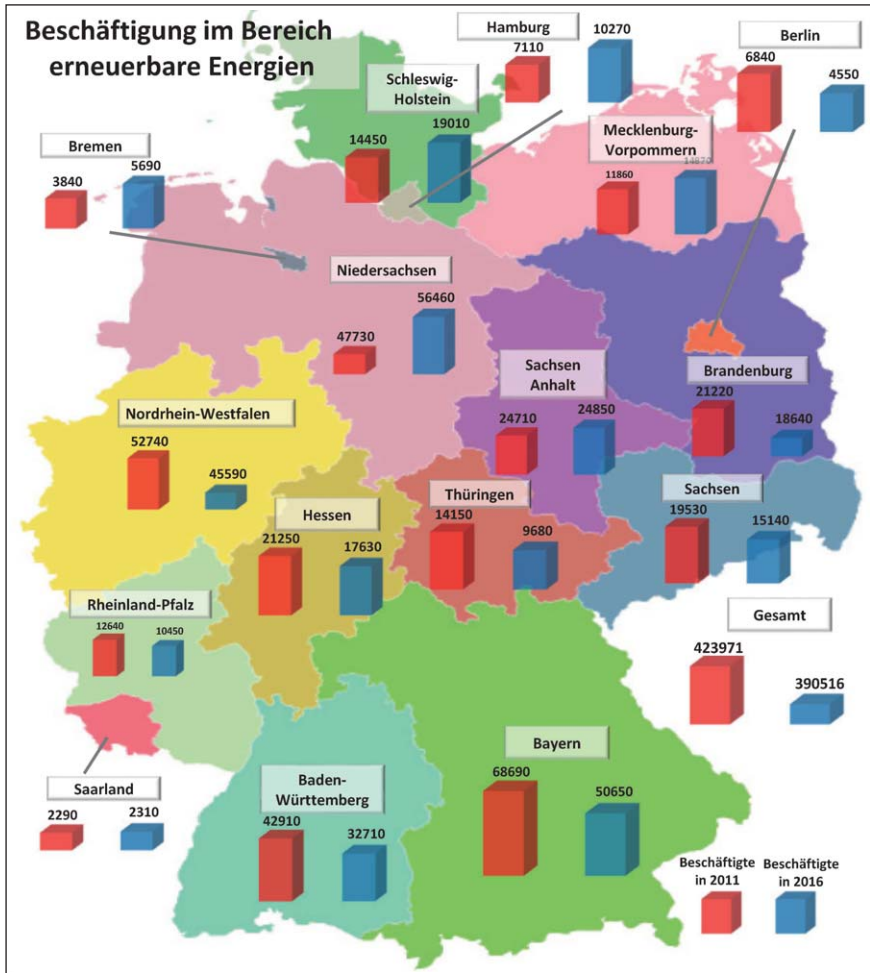 Beschäftigung im Bereich
erneuerbare Energien
Hamburg
7110
10270
Berlin
6840
4550
Schleswig-
Holstein
14450
19010
Mecklenburg-
Vorpommern
11860
14870
Bremen
3840
5690
Niedersachsen
47730
56460
Sachsen
Anhalt
24710
24850
Brandenburg
21220
18640
Nordrhein-Westfalen
52740
45590
Hessen
21250
17630
Thüringen
14150
9680
Sachsen
19530
15140
Rheinland-Pfalz
12640
10450
Gesamt
423971
390516
Saarland
2290
2310
Baden-
Württemberg
42910
32710
Bayern
68690
50650
Beschäftigte
in 2011
Beschäftigte
in 2016